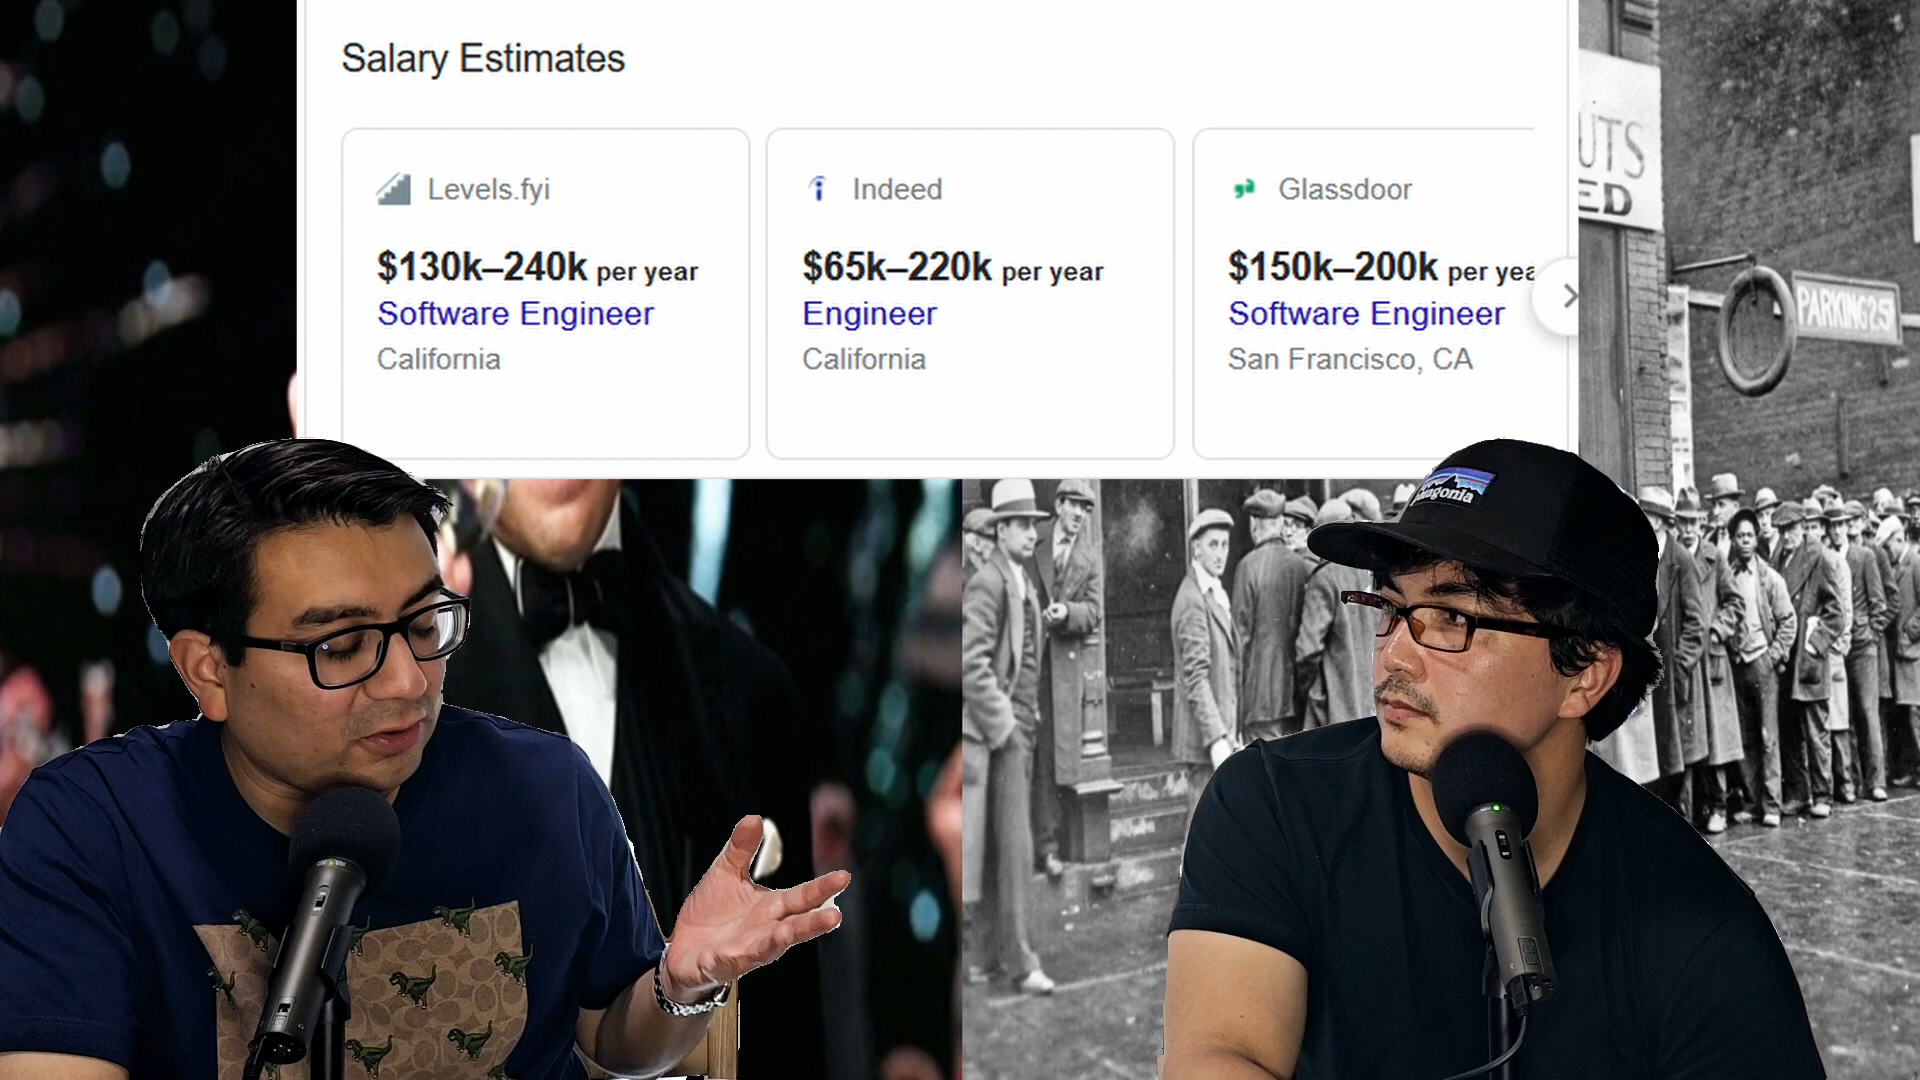 Salary Estimates
Levels.fyi
$130k–240k per year
Software Engineer
California
Indeed
$65k–220k per year
Engineer
California
Glassdoor
$150k–200k per yea
Software Engineer
San Francisco, CA
UTS
ED
PARKING 25
patagonia